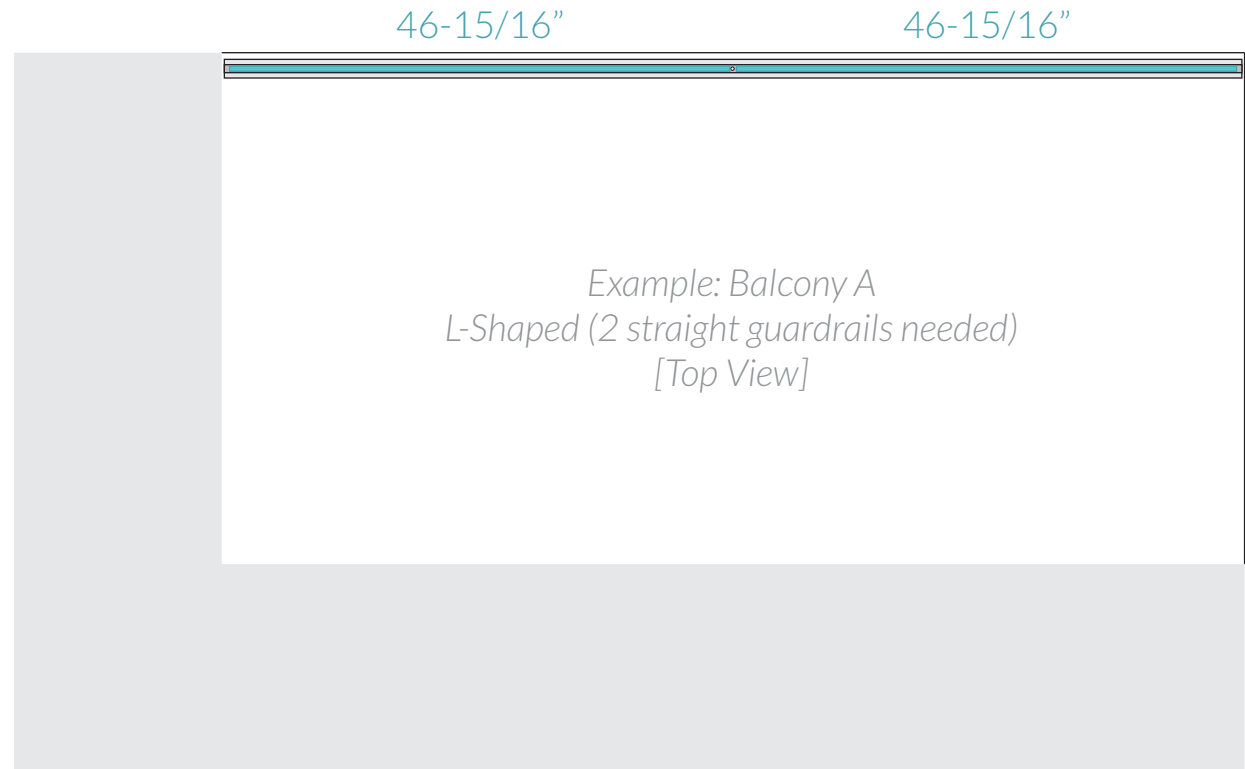 46-15/16” 46-15/16”
Example: Balcony A
L-Shaped (2 straight guardrails needed)
[Top View]